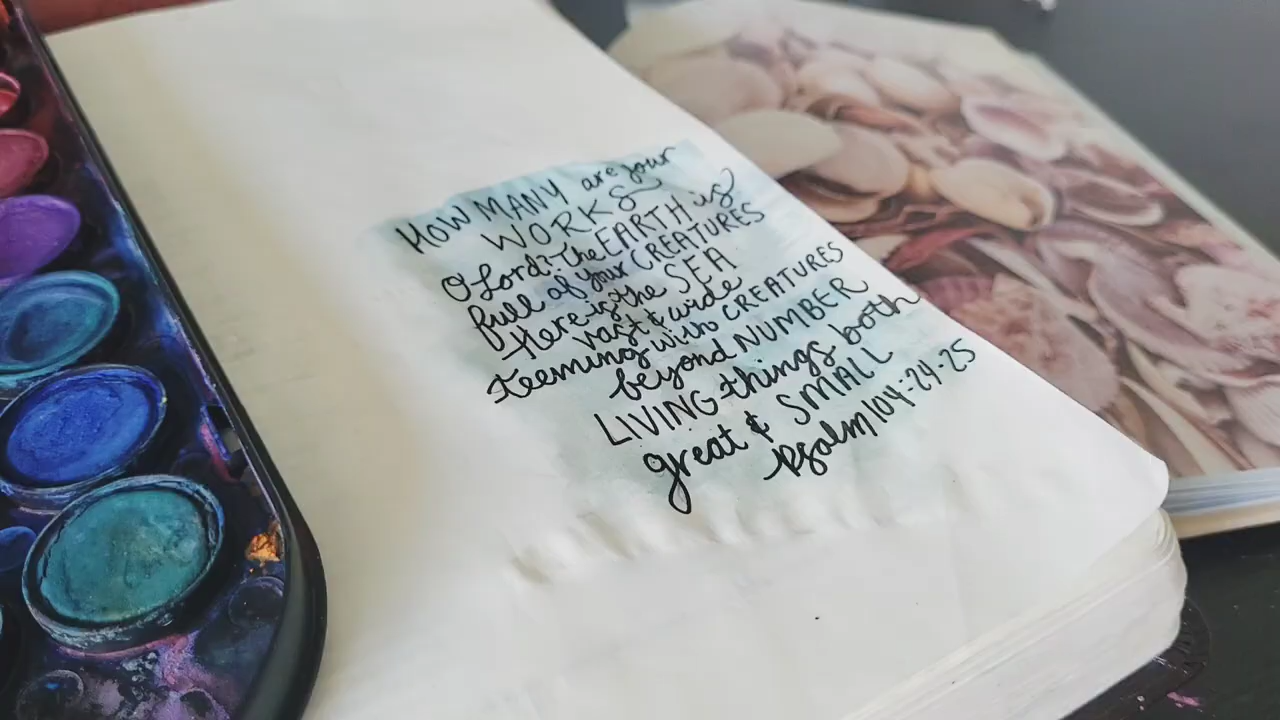 HOW MANY are your
WORKS
O Lord? The EARTH is
full of your CREATURES
Here is the SEA
vast & wide
teeming with CREATURES
beyond NUMBER
LIVING things both
great & SMALL
Psalm 104:24-25